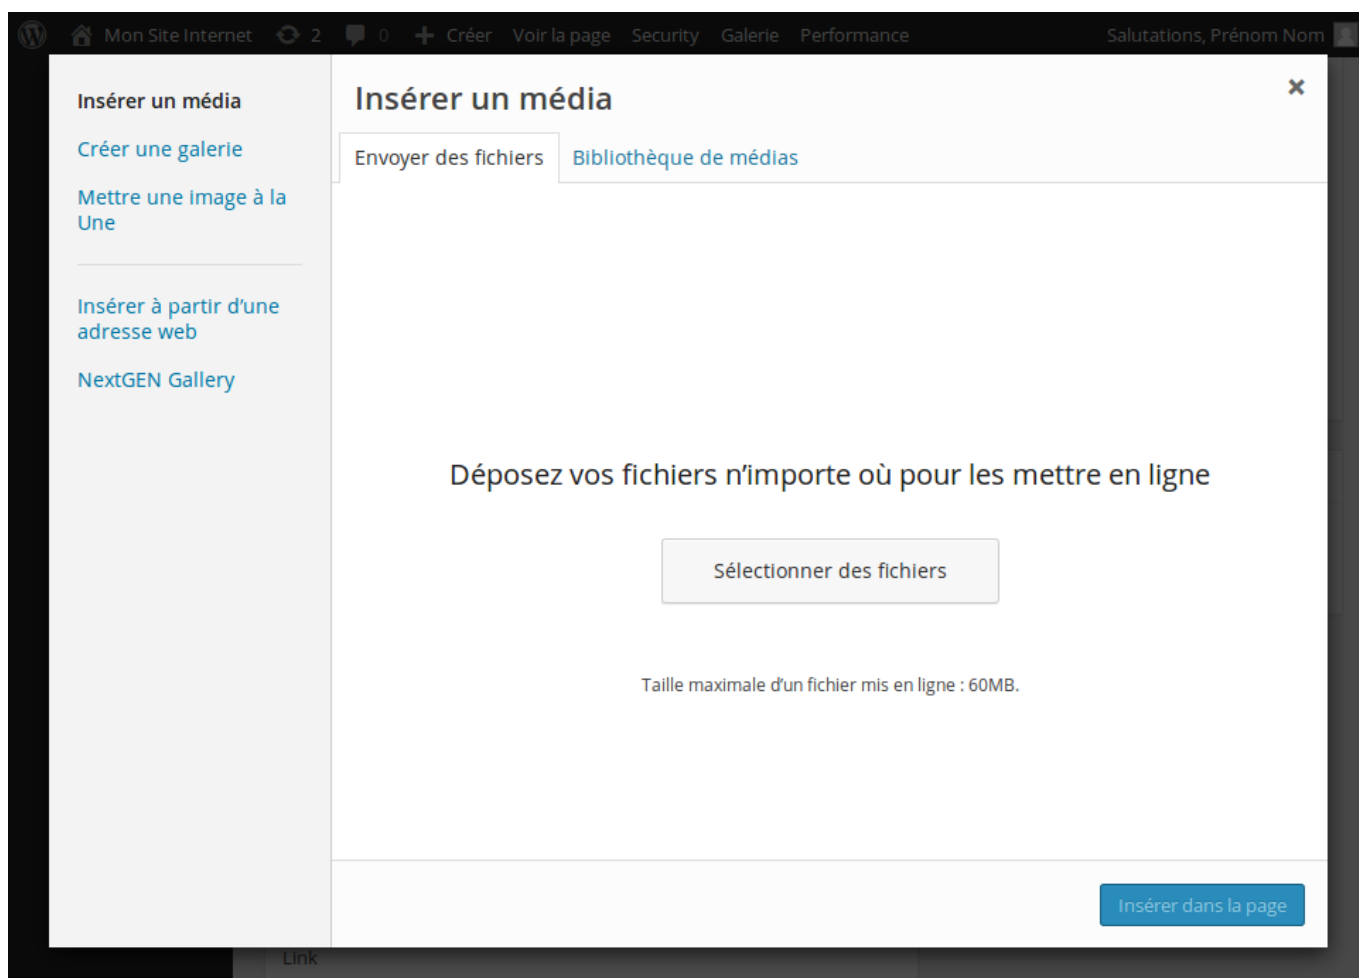 Mon Site Internet 2 0 Créer Voir la page Security Galerie Performance Salutations, Prénom Nom
Insérer un média
Créer une galerie
Mettre une image à la
Une
Insérer à partir d’une
adresse web
NextGEN Gallery
Insérer un média
Envoyer des fichiers Bibliothèque de médias
Déposez vos fichiers n’importe où pour les mettre en ligne
Sélectionner des fichiers
Taille maximale d’un fichier mis en ligne : 60MB.
Insérer dans la page
Link